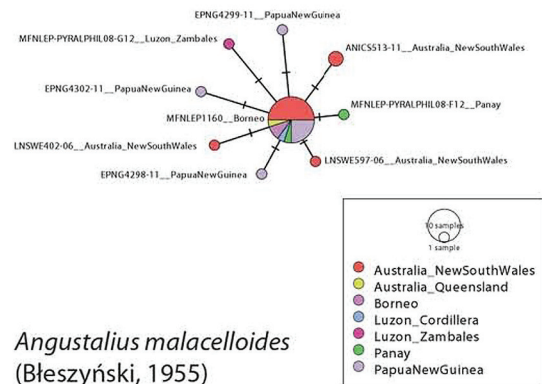 EPNG4299-11__PapuaNewGuinea
MFNLEP-PYRALPHIL08-G12__Luzon_Zambales
ANICS513-11__Australia_NewSouthWales
EPNG4302-11__PapuaNewGuinea
MFNLEP-PYRALPHIL08-F12__Panay
MFNLEP1160__Borneo
LNSWE402-06__Australia_NewSouthWales
LNSWE597-06__Australia_NewSouthWales
EPNG4298-11__PapuaNewGuinea
10 samples
1 sample
Australia_NewSouthWales
Australia_Queensland
Borneo
Luzon_Cordillera
Luzon_Zambales
Panay
PapuaNewGuinea
Angustalius malacelloides
(Błeszyński, 1955)